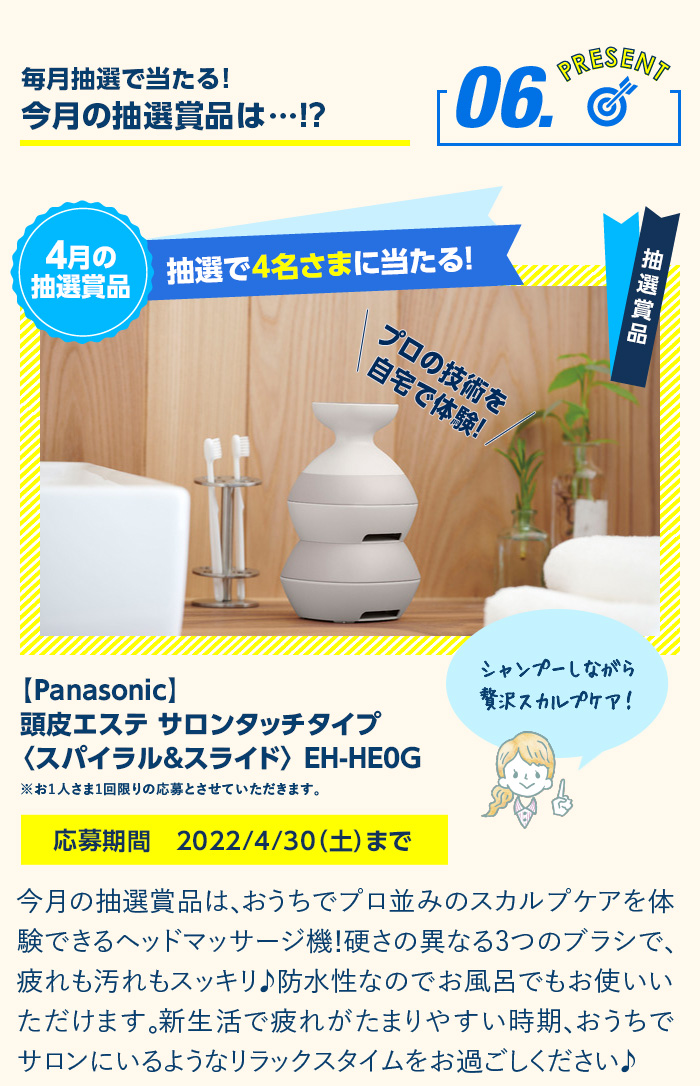 毎月抽選で当たる!
今月の抽選賞品は…!?
06.
PRESENT
4月の
抽選賞品
抽選で4名さまに当たる!
抽選賞品
プロの技術を
自宅で体験!
【Panasonic】
頭皮エステ サロンタッチタイプ
〈スパイラル&スライド〉 EH-HE0G
※お1人さま1回限りの応募とさせていただきます。
シャンプーしながら
贅沢スカルプケア!
応募期間 2022/4/30(土)まで
今月の抽選賞品は、おうちでプロ並みのスカルプケアを体
験できるヘッドマッサージ機!硬さの異なる3つのブラシで、
疲れも汚れもスッキリ♪防水性なのでお風呂でもお使いい
ただけます。新生活で疲れがたまりやすい時期、おうちで
サロンにいるようなリラックスタイムをお過ごしください♪